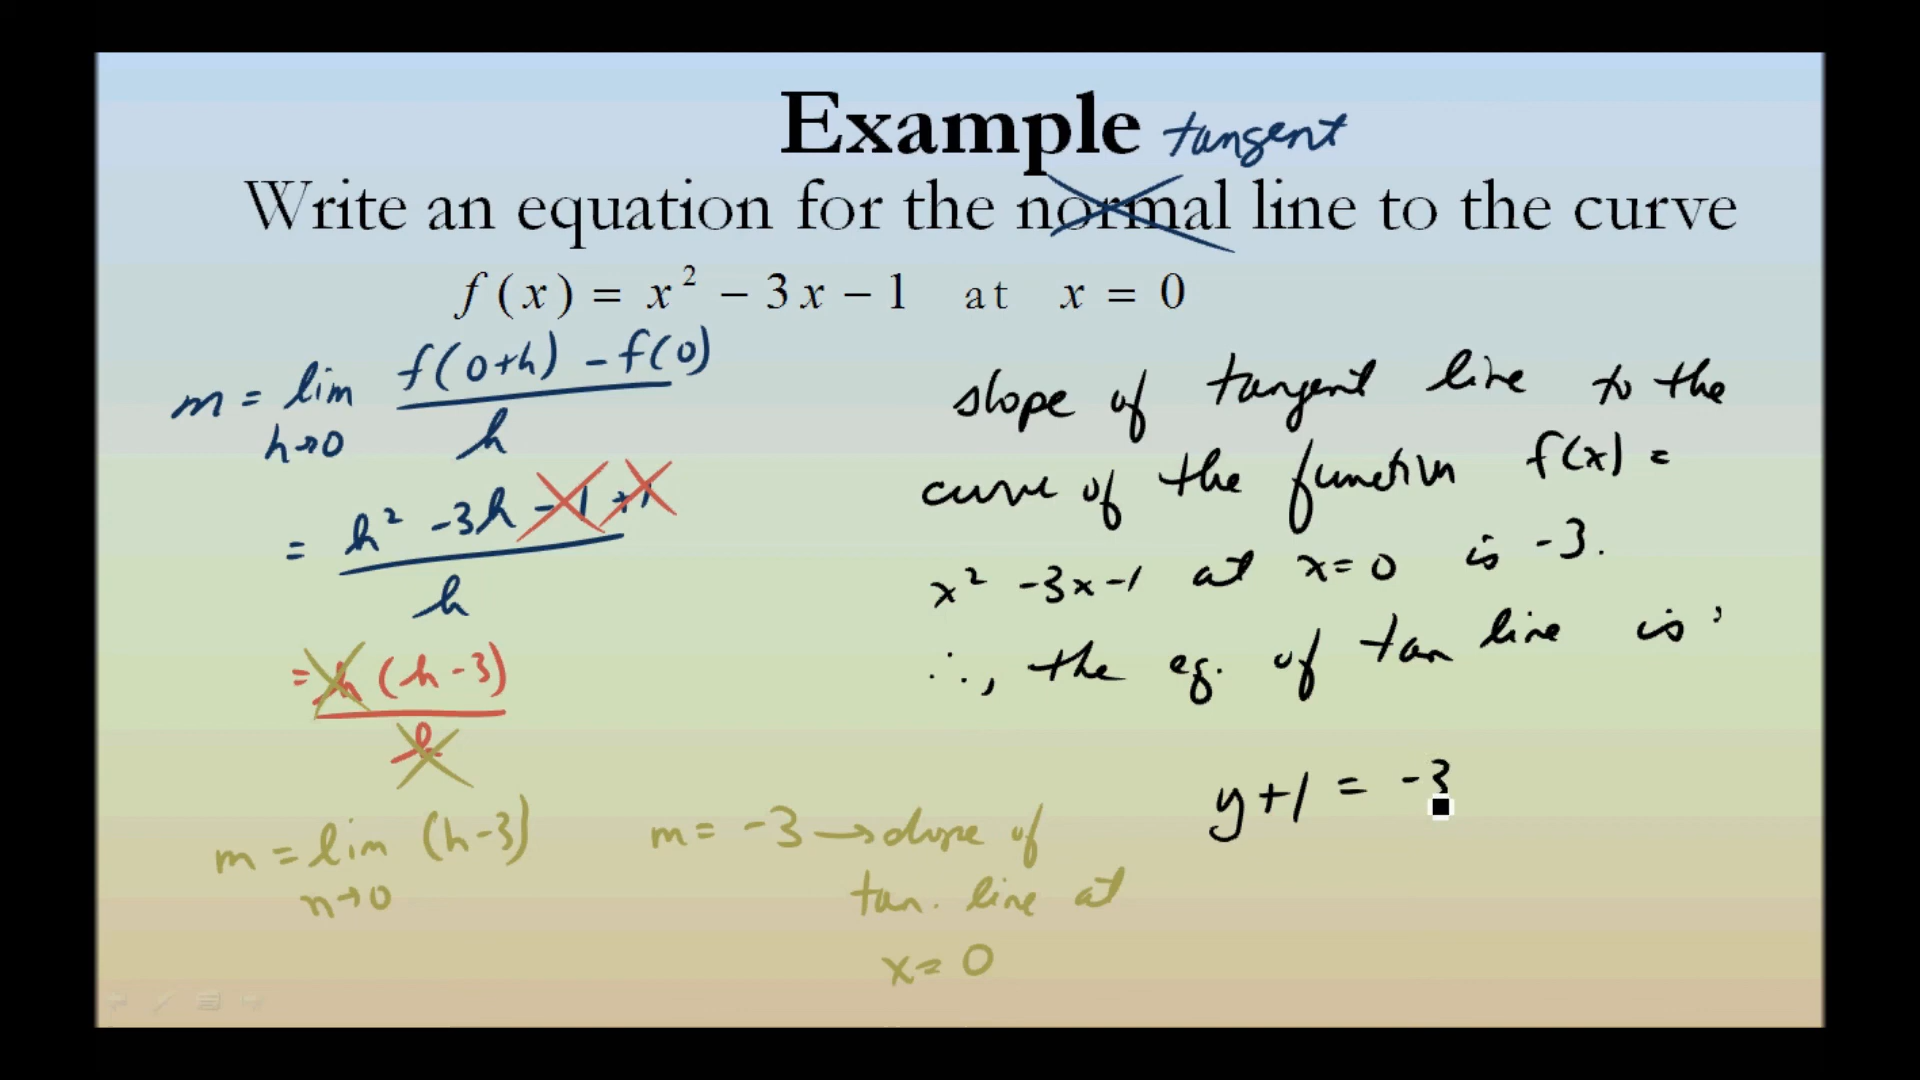 Example tangent
Write an equation for the normal line to the curve
f(x) = x² − 3x − 1 at x = 0
m = lim h→0 f(0+h) − f(0) / h
= h² − 3h − 1 + 1 / h
= h(h − 3) / h
m = lim (h − 3)
h→0
m = −3 → slope of
tan. line at
x = 0
slope of tangent line to the
curve of the function f(x) =
x² − 3x − 1 at x = 0 is −3.
∴, the eq. of tan line is ;
y + 1 = −3